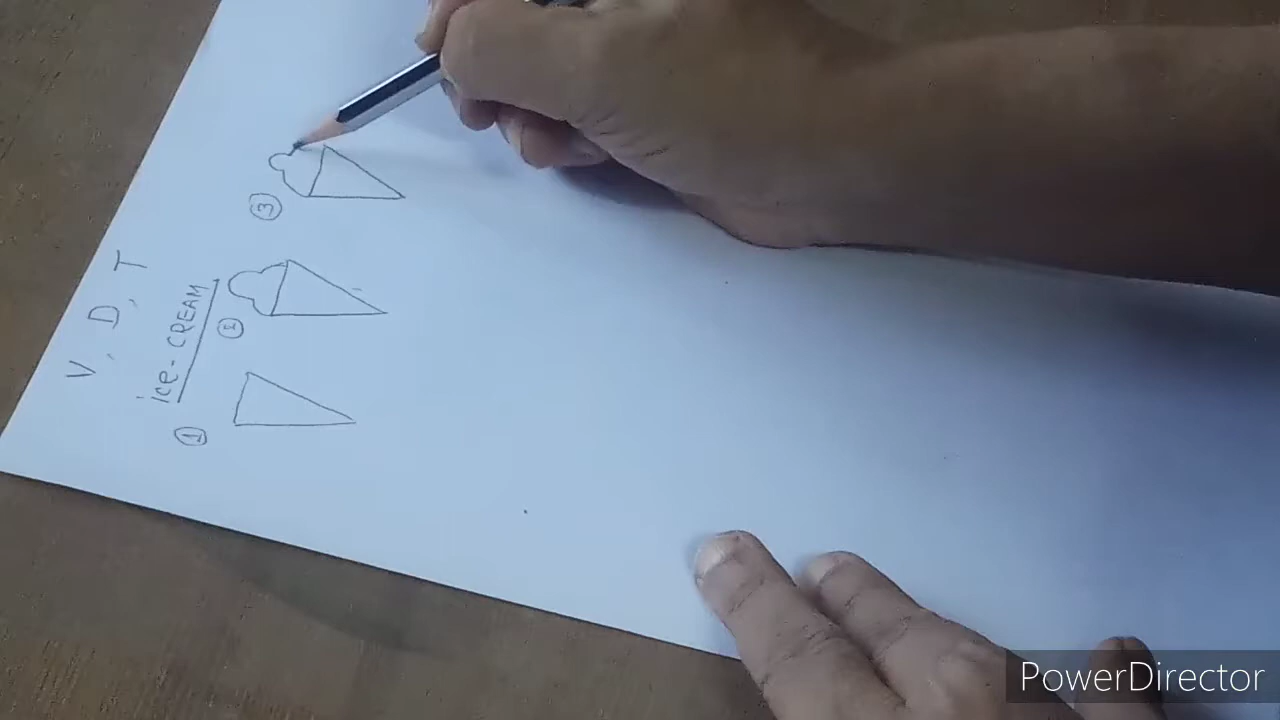 V, D, T
ice-CREAM
①
②
③
PowerDirector